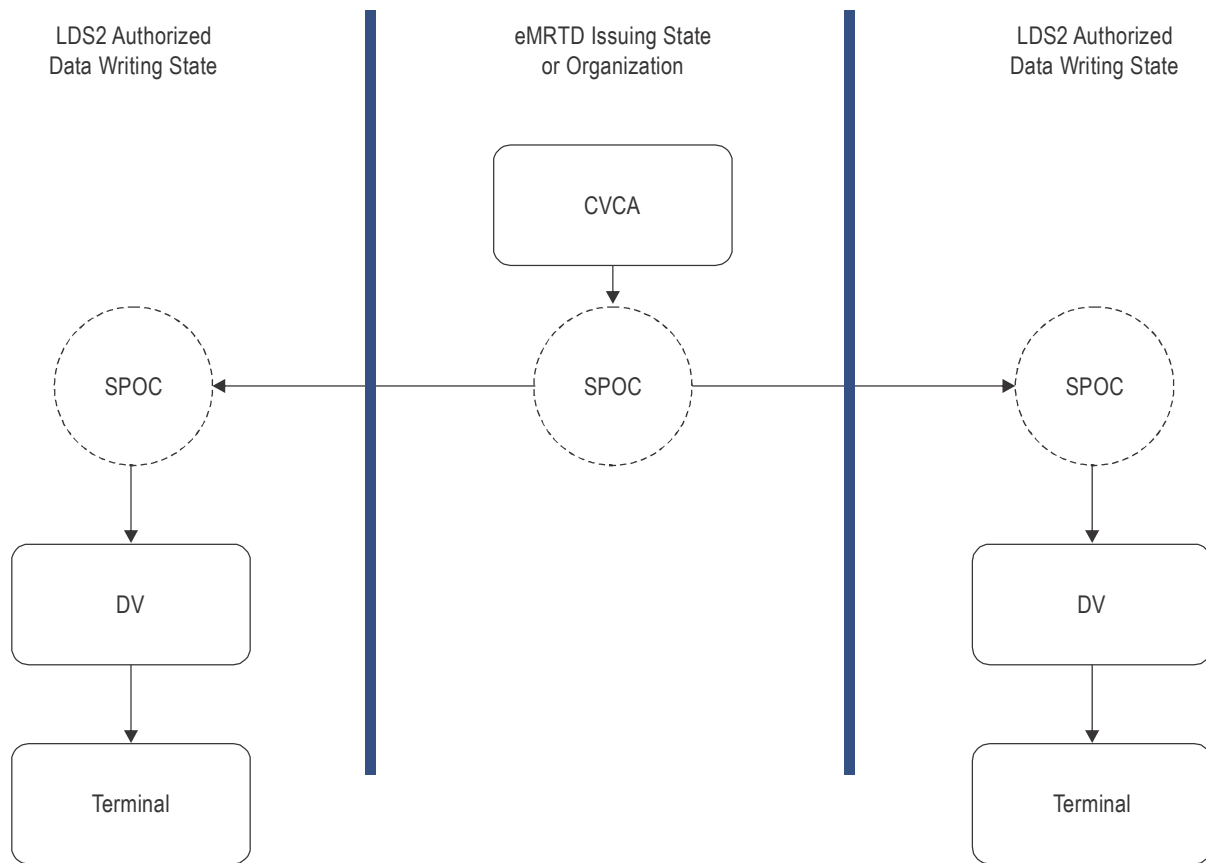 LDS2 Authorized
Data Writing State
eMRTD Issuing State
or Organization
LDS2 Authorized
Data Writing State
CVCA
SPOC
SPOC
SPOC
DV
DV
Terminal
Terminal